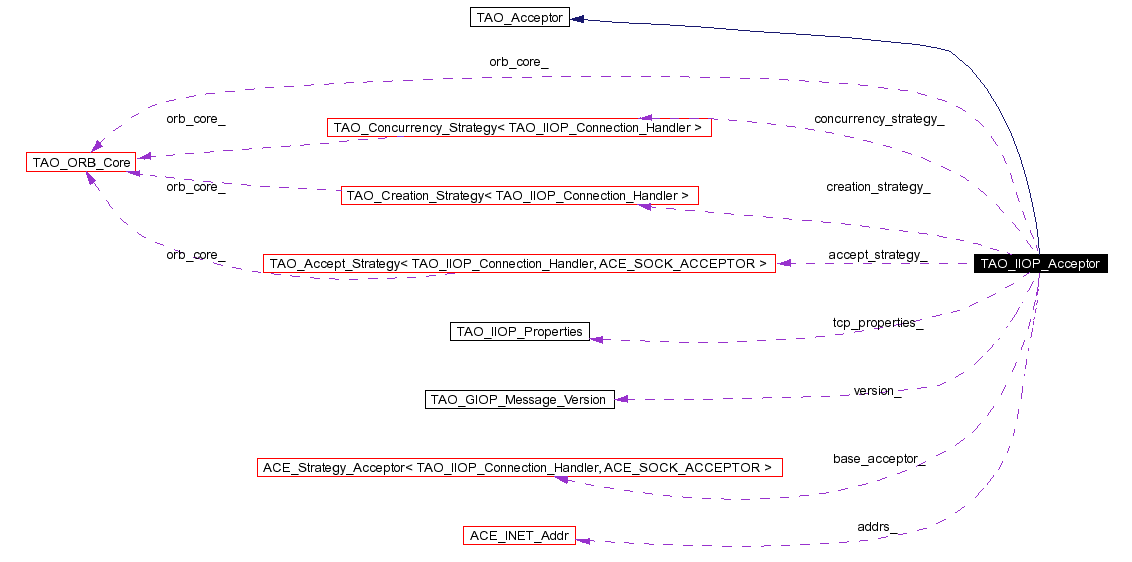 TAO_Acceptor
orb_core_
orb_core_
concurrency_strategy_
TAO_Concurrency_Strategy< TAO_IIOP_Connection_Handler >
TAO_ORB_Core
orb_core_
creation_strategy_
TAO_Creation_Strategy< TAO_IIOP_Connection_Handler >
orb_core_
accept_strategy_
TAO_Accept_Strategy< TAO_IIOP_Connection_Handler, ACE_SOCK_ACCEPTOR >
TAO_IIOP_Acceptor
tcp_properties_
TAO_IIOP_Properties
version_
TAO_GIOP_Message_Version
base_acceptor_
ACE_Strategy_Acceptor< TAO_IIOP_Connection_Handler, ACE_SOCK_ACCEPTOR >
addrs_
ACE_INET_Addr